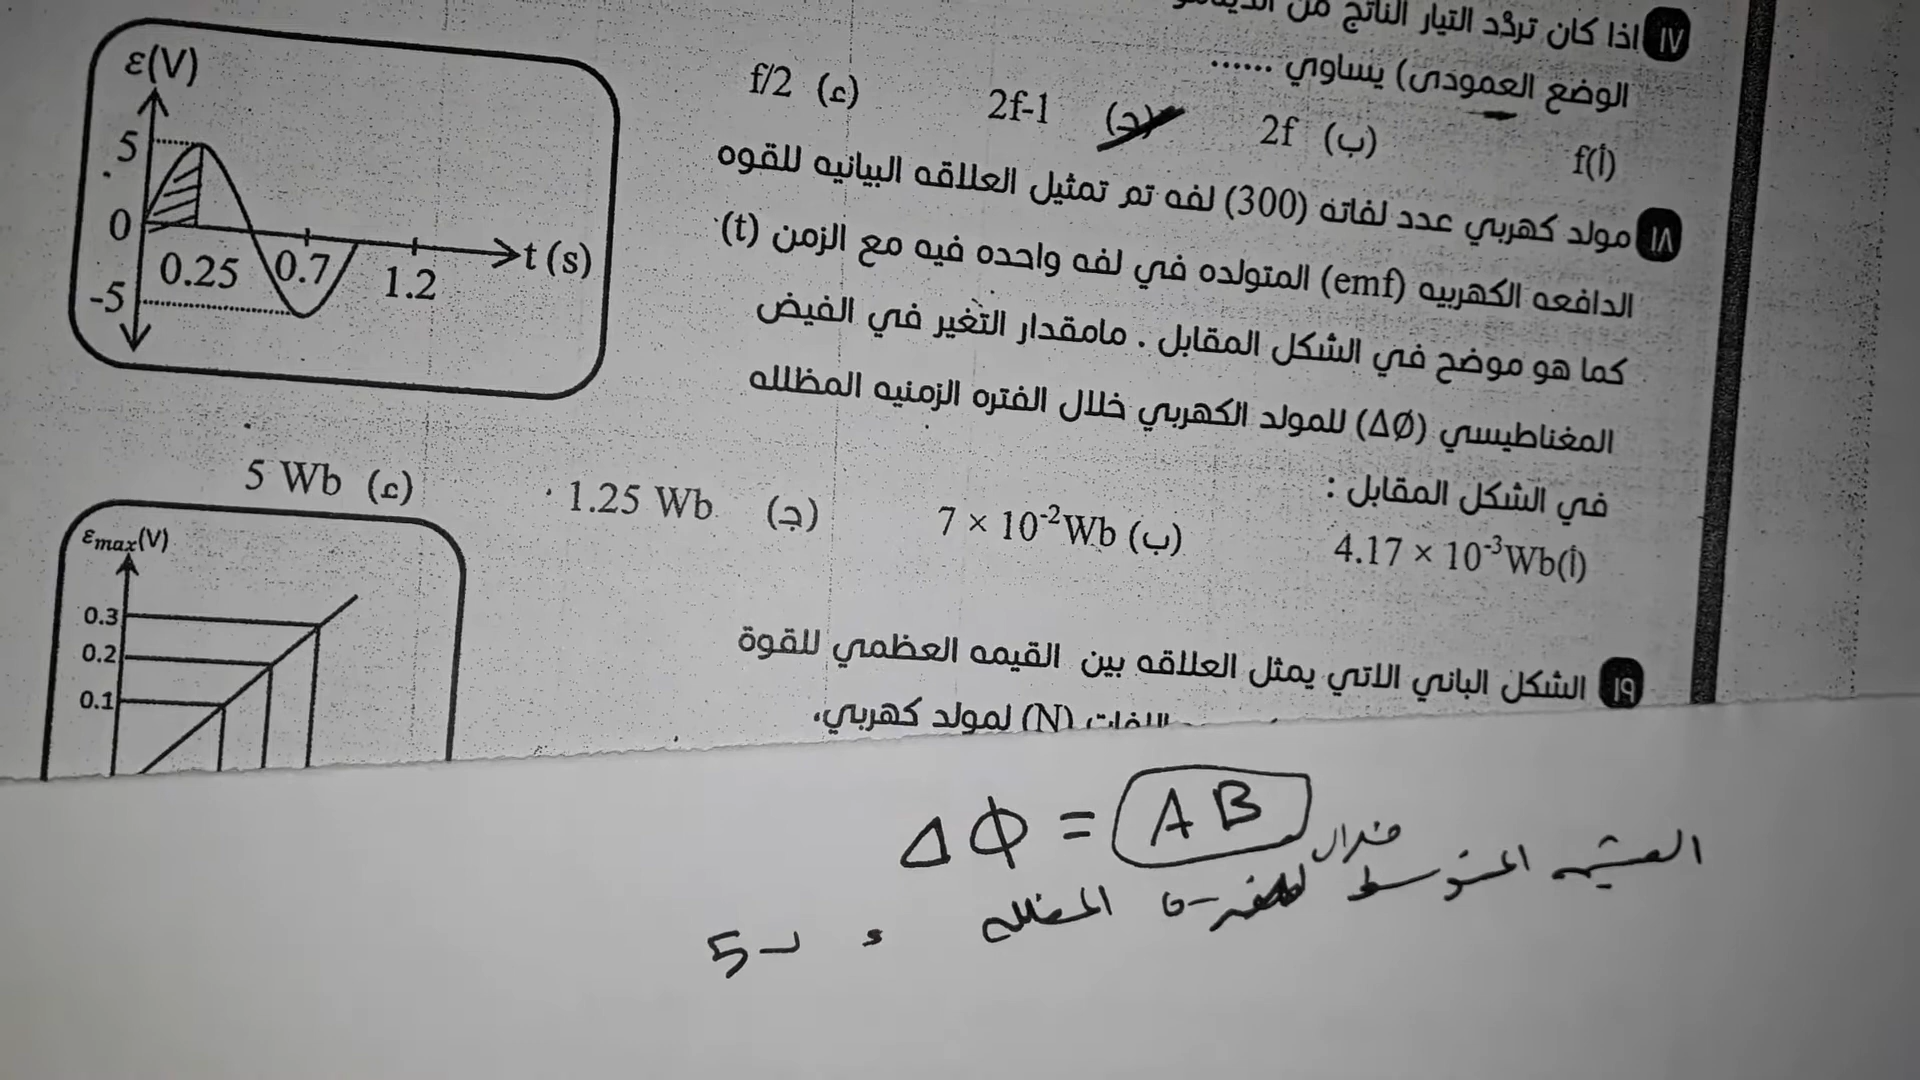 ١٧ اذا كان تردد التيار الناتج من
الوضع العمودى) يساوي ......
(أ)f (ب) 2f (ج) 2f-1 (ء) f/2
١٨ مولد كهربي عدد لفاته (300) لفه تم تمثيل العلاقه البيانيه للقوه
الدافعه الكهربيه (emf) المتولده في لفه واحده فيه مع الزمن (t)
كما هو موضح في الشكل المقابل . مامقدار التغير في الفيض
المغناطيسي (ΔØ) للمولد الكهربي خلال الفتره الزمنيه المظلله
في الشكل المقابل :
(أ)4.17 × 10⁻³Wb (ب) 7 × 10⁻²Wb (ج) 1.25 Wb (ء) 5 Wb
ε(V)
5
0
-5
0.25 0.7 1.2 t (s)
١٩ الشكل الباني الاتي يمثل العلاقه بين القيمه العظمي للقوة
اللفات (N) لمولد كهربي،
εmax(V)
0.3
0.2
0.1
ΔΦ = AB
خلال
المتوسط المظلله
5